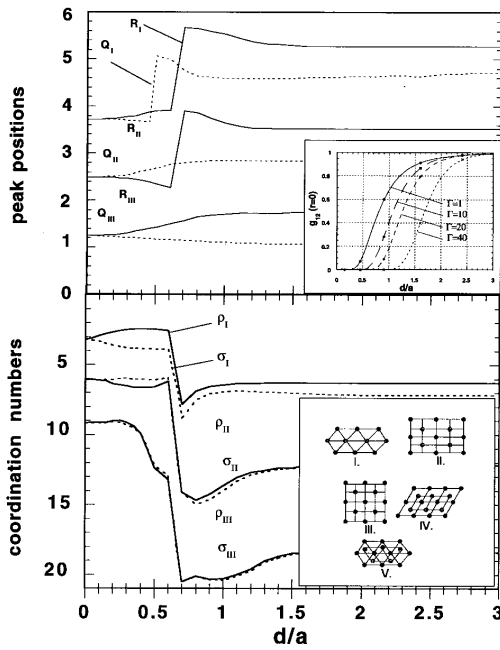 6
5
4
3
2
1
0
peak positions
R_I
Q_I
R_II
Q_II
R_III
Q_III
1
0.8
0.6
0.4
0.2
0
g_12 (r=0)
Γ=1
Γ=10
Γ=20
Γ=40
0 0.5 1 1.5 2 2.5 3
d/a
5
10
15
20
coordination numbers
ρ_I
σ_I
ρ_II
σ_II
ρ_III
σ_III
I.
II.
III.
IV.
V.
0 0.5 1 1.5 2 2.5 3
d/a